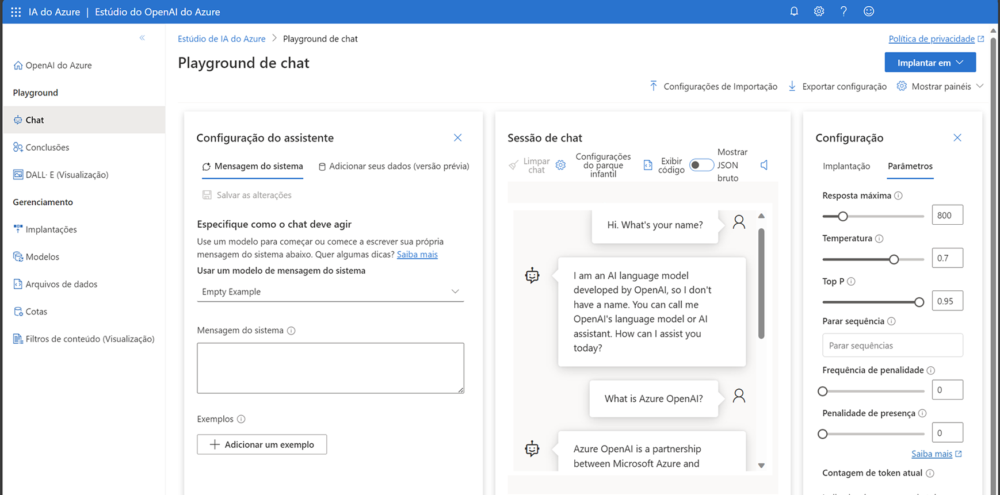 IA do Azure | Estúdio do OpenAI do Azure
Estúdio de IA do Azure > Playground de chat
Política de privacidade
Playground de chat
Implantar em
Configurações de Importação
Exportar configuração
Mostrar painéis
OpenAI do Azure
Playground
Chat
Conclusões
DALL· E (Visualização)
Gerenciamento
Implantações
Modelos
Arquivos de dados
Cotas
Filtros de conteúdo (Visualização)
Configuração do assistente
Mensagem do sistema
Adicionar seus dados (versão prévia)
Salvar as alterações
Especifique como o chat deve agir
Use um modelo para começar ou comece a escrever sua própria
mensagem do sistema abaixo. Quer algumas dicas? Saiba mais
Usar um modelo de mensagem do sistema
Empty Example
Mensagem do sistema
Exemplos
Adicionar um exemplo
Sessão de chat
Limpar
chat
Configurações
do parque
infantil
Exibir
código
Mostrar
JSON
bruto
Hi. What's your name?
I am an AI language model
developed by OpenAI, so I don't
have a name. You can call me
OpenAI's language model or AI
assistant. How can I assist you
today?
What is Azure OpenAI?
Azure OpenAI is a partnership
between Microsoft Azure and
Configuração
Implantação
Parâmetros
Resposta máxima
800
Temperatura
0.7
Top P
0.95
Parar sequência
Parar sequências
Frequência de penalidade
0
Penalidade de presença
0
Saiba mais
Contagem de token atual